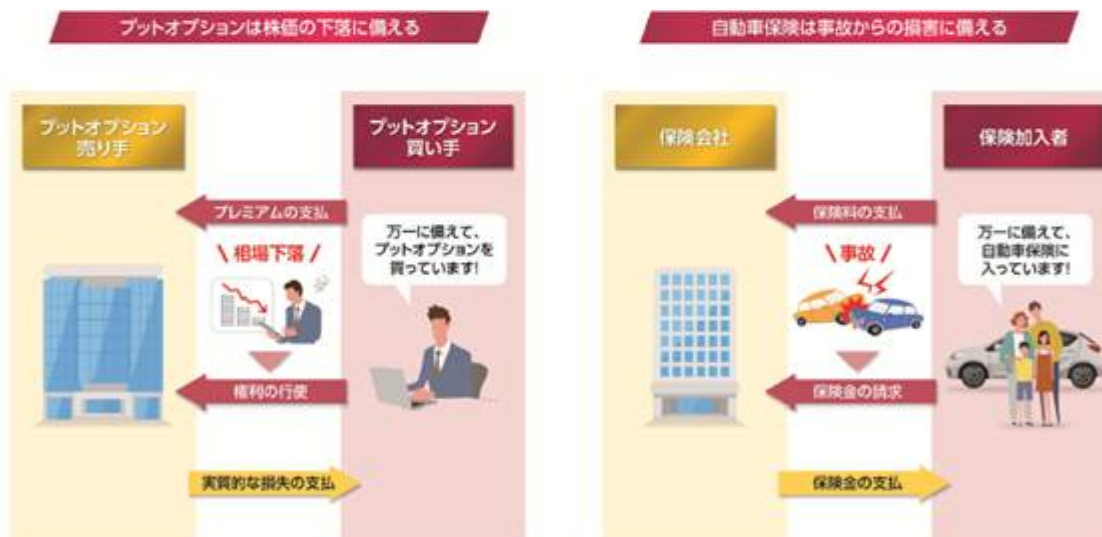 プットオプションは株価の下落に備える
プットオプション
売り手
プットオプション
買い手
プレミアムの支払
相場下落
万一に備えて、
プットオプションを
買っています!
権利の行使
実質的な損失の支払
自動車保険は事故からの損害に備える
保険会社
保険加入者
保険料の支払
事故
万一に備えて、
自動車保険に
入っています!
保険金の請求
保険金の支払